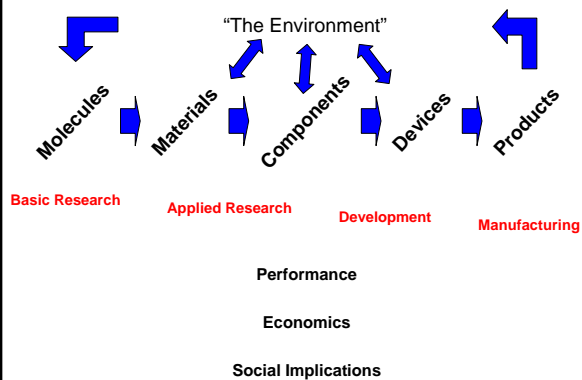 “The Environment”
Molecules
Materials
Components
Devices
Products
Basic Research
Applied Research
Development
Manufacturing
Performance
Economics
Social Implications